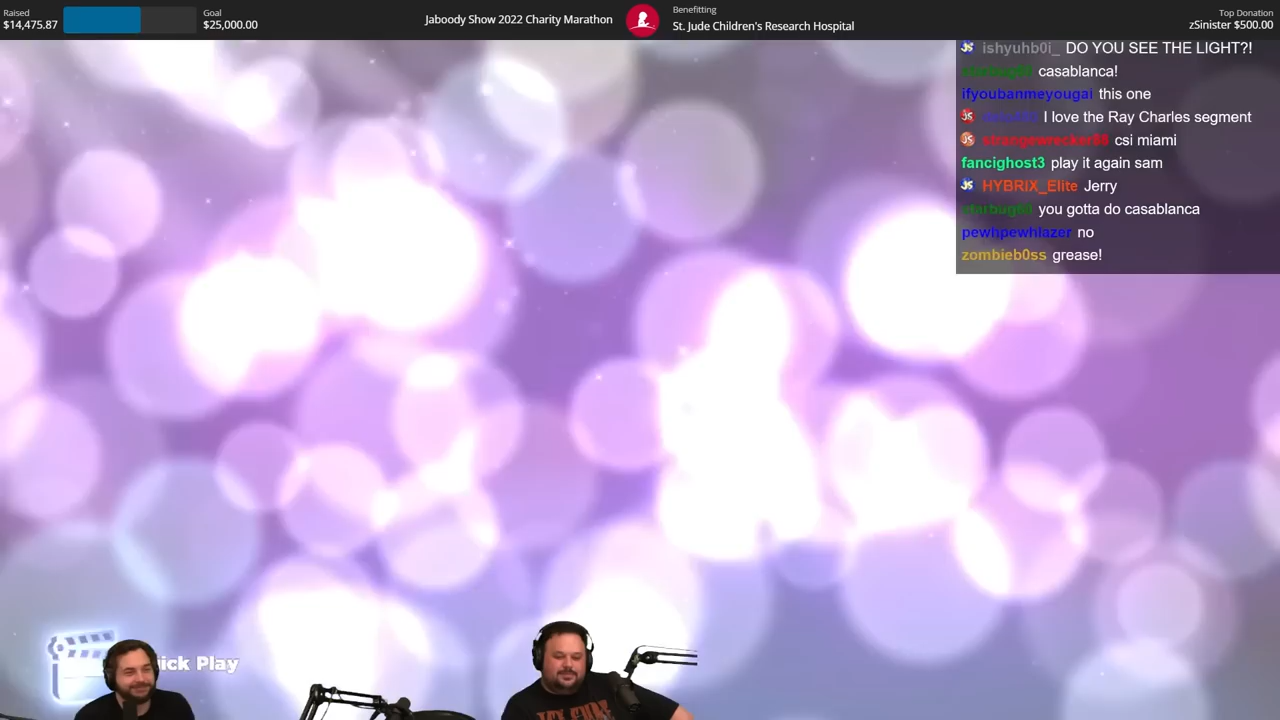 Raised
$14,475.87
Goal
$25,000.00
Jaboody Show 2022 Charity Marathon
Benefitting
St. Jude Children's Research Hospital
Top Donation
zSinister $500.00
ishyuhb0i_ DO YOU SEE THE LIGHT?!
casablanca!
ifyoubanmeyougai this one
I love the Ray Charles segment
strangewrecker88 csi miami
fancighost3 play it again sam
HYBRIX_Elite Jerry
you gotta do casablanca
pewhpewhlazer no
zombieb0ss grease!
Play